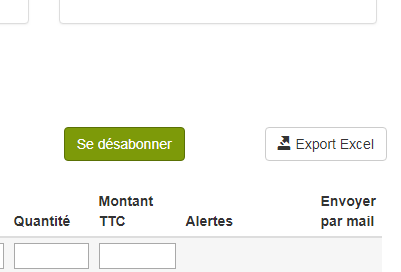 Se désabonner
Export Excel
Montant
Envoyer
Quantité
TTC
Alertes
par mail